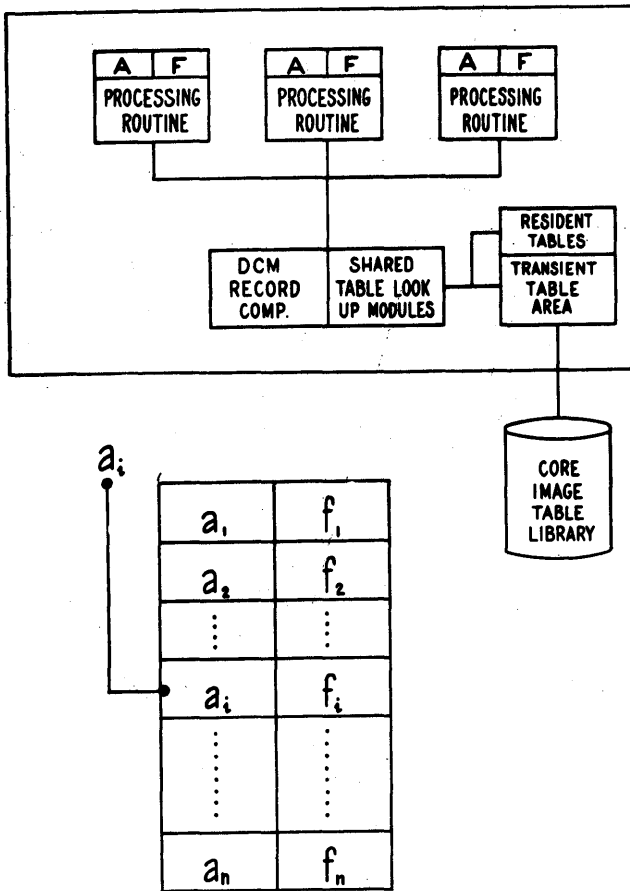 A F A F A F
PROCESSING ROUTINE
PROCESSING ROUTINE
PROCESSING ROUTINE
DCM
RECORD
COMP.
SHARED
TABLE LOOK
UP MODULES
RESIDENT
TABLES
TRANSIENT
TABLE
AREA
CORE
IMAGE
TABLE
LIBRARY
aᵢ
a₁ f₁
a₂ f₂
⋮ ⋮
aᵢ fᵢ
⋮ ⋮
aₙ fₙ